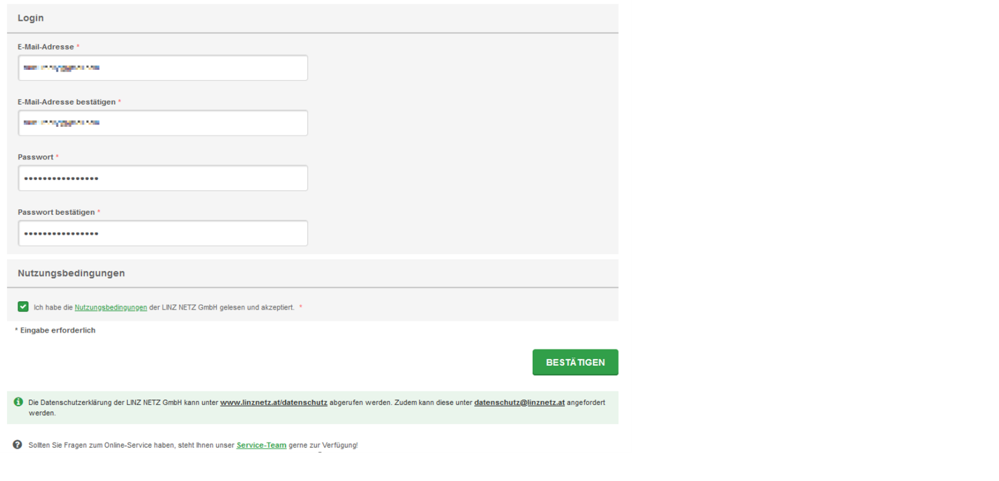 Login
E-Mail-Adresse *
E-Mail-Adresse bestätigen *
Passwort *
••••••••••••••••
Passwort bestätigen *
••••••••••••••••
Nutzungsbedingungen
Ich habe die Nutzungsbedingungen der LINZ NETZ GmbH gelesen und akzeptiert. *
* Eingabe erforderlich
BESTÄTIGEN
Die Datenschutzerklärung der LINZ NETZ GmbH kann unter www.linznetz.at/datenschutz abgerufen werden. Zudem kann diese unter datenschutz@linznetz.at angefordert
werden.
Sollten Sie Fragen zum Online-Service haben, steht Ihnen unser Service-Team gerne zur Verfügung!